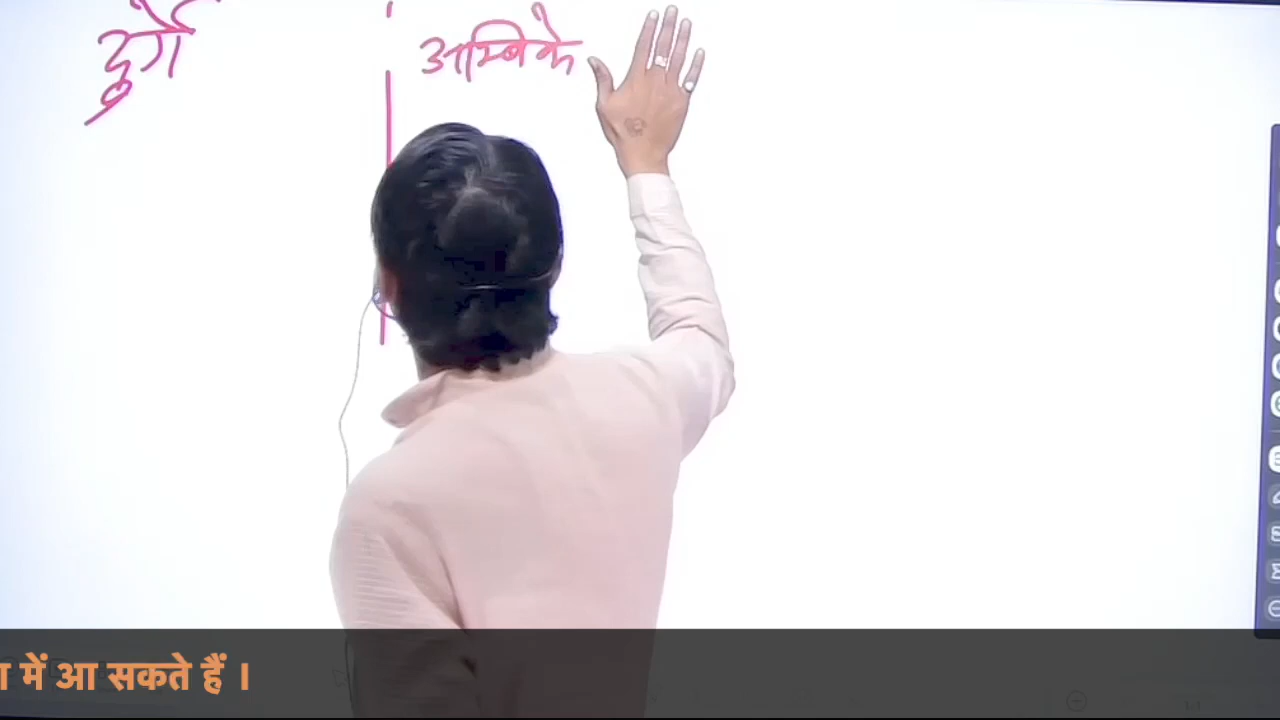 दुर्गे
अम्बिके
में आ सकते हैं ।